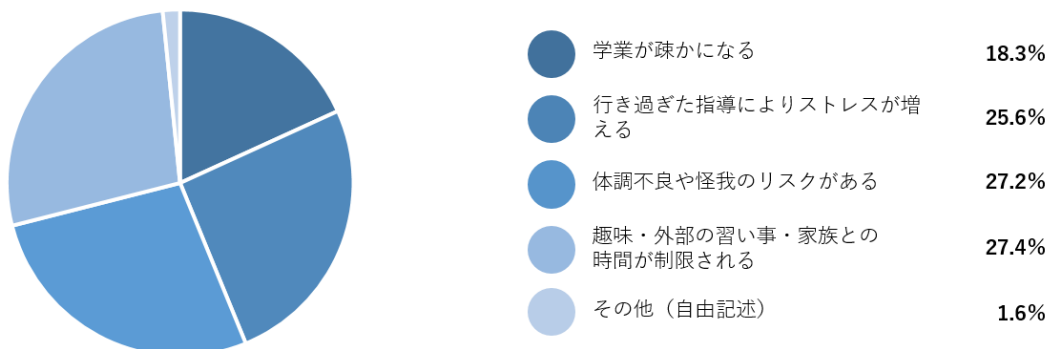 学業が疎かになる 18.3%
行き過ぎた指導によりストレスが増
える 25.6%
体調不良や怪我のリスクがある 27.2%
趣味・外部の習い事・家族との
時間が制限される 27.4%
その他（自由記述） 1.6%